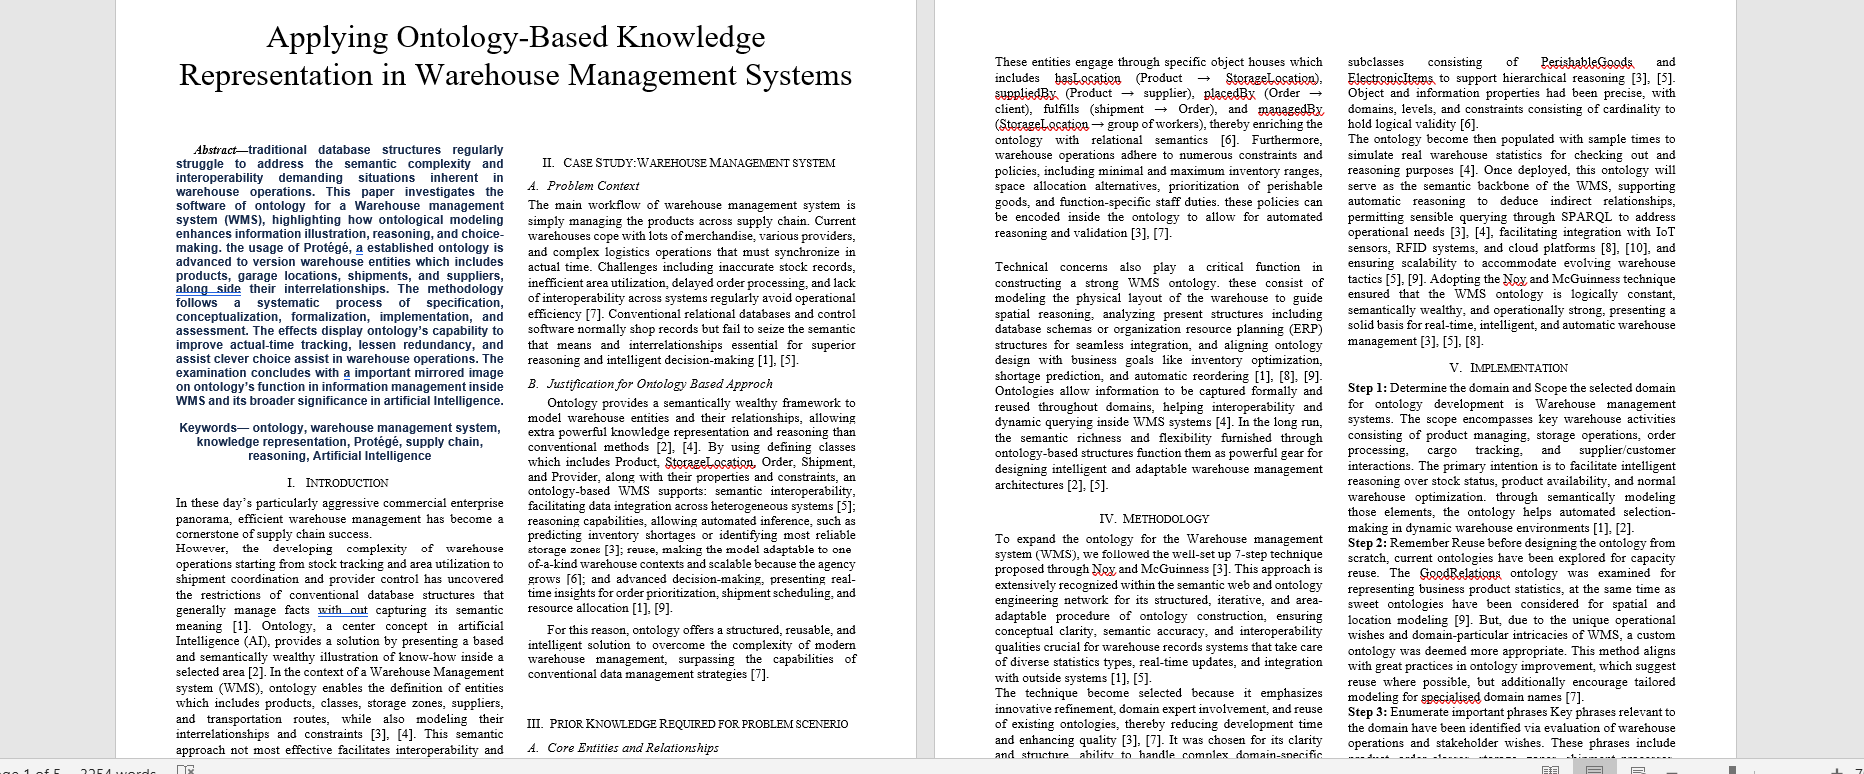 Applying Ontology-Based Knowledge
Representation in Warehouse Management Systems
Abstract—traditional database structures regularly
struggle to address the semantic complexity and
interoperability demanding situations inherent in
warehouse operations. This paper investigates the
software of ontology for a Warehouse management
system (WMS), highlighting how ontological modeling
enhances information illustration, reasoning, and choice-
making. the usage of Protégé, a established ontology is
advanced to version warehouse entities which includes
products, garage locations, shipments, and suppliers,
along side their interrelationships. The methodology
follows a systematic process of specification,
conceptualization, formalization, implementation, and
assessment. The effects display ontology's capability to
improve actual-time tracking, lessen redundancy, and
assist clever choice assist in warehouse operations. The
examination concludes with a important mirrored image
on ontology's function in information management inside
WMS and its broader significance in artificial Intelligence.
Keywords— ontology, warehouse management system,
knowledge representation, Protégé, supply chain,
reasoning, Artificial Intelligence
I. INTRODUCTION
In these day's particularly aggressive commercial enterprise
panorama, efficient warehouse management has become a
cornerstone of supply chain success.
However, the developing complexity of warehouse
operations starting from stock tracking and area utilization to
shipment coordination and provider control has uncovered
the restrictions of conventional database structures that
generally manage facts with out capturing its semantic
meaning [1]. Ontology, a center concept in artificial
Intelligence (AI), provides a solution by presenting a based
and semantically wealthy illustration of know-how inside a
selected area [2]. In the context of a Warehouse Management
system (WMS), ontology enables the definition of entities
which includes products, classes, storage zones, suppliers,
and transportation routes, while also modeling their
interrelationships and constraints [3], [4]. This semantic
approach not most effective facilitates interoperability and
II. CASE STUDY:WAREHOUSE MANAGEMENT SYSTEM
A. Problem Context
The main workflow of warehouse management system is
simply managing the products across supply chain. Current
warehouses cope with lots of merchandise, various providers,
and complex logistics operations that must synchronize in
actual time. Challenges including inaccurate stock records,
inefficient area utilization, delayed order processing, and lack
of interoperability across systems regularly avoid operational
efficiency [7]. Conventional relational databases and control
software normally shop records but fail to seize the semantic
that means and interrelationships essential for superior
reasoning and intelligent decision-making [1], [5].
B. Justification for Ontology Based Approch
Ontology provides a semantically wealthy framework to
model warehouse entities and their relationships, allowing
extra powerful knowledge representation and reasoning than
conventional methods [2], [4]. By using defining classes
which includes Product, StorageLocation, Order, Shipment,
and Provider, along with their properties and constraints, an
ontology-based WMS supports: semantic interoperability,
facilitating data integration across heterogeneous systems [5];
reasoning capabilities, allowing automated inference, such as
predicting inventory shortages or identifying most reliable
storage zones [3]; reuse, making the model adaptable to one-
of-a-kind warehouse contexts and scalable because the agency
grows [6]; and advanced decision-making, presenting real-
time insights for order prioritization, shipment scheduling, and
resource allocation [1], [9].
For this reason, ontology offers a structured, reusable, and
intelligent solution to overcome the complexity of modern
warehouse management, surpassing the capabilities of
conventional data management strategies [7].
III. PRIOR KNOWLEDGE REQUIRED FOR PROBLEM SCENERIO
A. Core Entities and Relationships
These entities engage through specific object houses which
includes hasLocation (Product → StorageLocation),
suppliedBy (Product → supplier), placedBy (Order →
client), fulfills (shipment → Order), and managedBy
(StorageLocation → group of workers), thereby enriching the
ontology with relational semantics [6]. Furthermore,
warehouse operations adhere to numerous constraints and
policies, including minimal and maximum inventory ranges,
space allocation alternatives, prioritization of perishable
goods, and function-specific staff duties. these policies can
be encoded inside the ontology to allow for automated
reasoning and validation [3], [7].
Technical concerns also play a critical function in
constructing a strong WMS ontology. these consist of
modeling the physical layout of the warehouse to guide
spatial reasoning, analyzing present structures including
database schemas or organization resource planning (ERP)
structures for seamless integration, and aligning ontology
design with business goals like inventory optimization,
shortage prediction, and automatic reordering [1], [8], [9].
Ontologies allow information to be captured formally and
reused throughout domains, helping interoperability and
dynamic querying inside WMS systems [4]. In the long run,
the semantic richness and flexibility furnished through
ontology-based structures function them as powerful gear for
designing intelligent and adaptable warehouse management
architectures [2], [5].
IV. METHODOLOGY
To expand the ontology for the Warehouse management
system (WMS), we followed the well-set up 7-step technique
proposed through Noy and McGuinness [3]. This approach is
extensively recognized within the semantic web and ontology
engineering network for its structured, iterative, and area-
adaptable procedure of ontology construction, ensuring
conceptual clarity, semantic accuracy, and interoperability
qualities crucial for warehouse records systems that take care
of diverse statistics types, real-time updates, and integration
with outside systems [1], [5].
The technique become selected because it emphasizes
innovative refinement, domain expert involvement, and reuse
of existing ontologies, thereby reducing development time
and enhancing quality [3], [7]. It was chosen for its clarity
and structure, ability to handle complex domain-specific
subclasses consisting of PerishableGoods and
ElectronicItems to support hierarchical reasoning [3], [5].
Object and information properties had been precise, with
domains, levels, and constraints consisting of cardinality to
hold logical validity [6].
The ontology become then populated with sample times to
simulate real warehouse statistics for checking out and
reasoning purposes [4]. Once deployed, this ontology will
serve as the semantic backbone of the WMS, supporting
automatic reasoning to deduce indirect relationships,
permitting sensible querying through SPARQL to address
operational needs [3], [4], facilitating integration with IoT
sensors, RFID systems, and cloud platforms [8], [10], and
ensuring scalability to accommodate evolving warehouse
tactics [5], [9]. Adopting the Noy and McGuinness technique
ensured that the WMS ontology is logically constant,
semantically wealthy, and operationally strong, presenting a
solid basis for real-time, intelligent, and automatic warehouse
management [3], [5], [8].
V. IMPLEMENTATION
Step 1: Determine the domain and Scope the selected domain
for ontology development is Warehouse management
systems. The scope encompasses key warehouse activities
consisting of product managing, storage operations, order
processing, cargo tracking, and supplier/customer
interactions. The primary intention is to facilitate intelligent
reasoning over stock status, product availability, and normal
warehouse optimization. through semantically modeling
those elements, the ontology helps automated selection-
making in dynamic warehouse environments [1], [2].
Step 2: Remember Reuse before designing the ontology from
scratch, current ontologies have been explored for capacity
reuse. The GoodRelations ontology was examined for
representing business product statistics, at the same time as
sweet ontologies have been considered for spatial and
location modeling [9]. But, due to the unique operational
wishes and domain-particular intricacies of WMS, a custom
ontology was deemed more appropriate. This method aligns
with great practices in ontology improvement, which suggest
reuse where possible, but additionally encourage tailored
modeling for specialised domain names [7].
Step 3: Enumerate important phrases Key phrases relevant to
the domain have been identified via evaluation of warehouse
operations and stakeholder wishes. These phrases include
1 of 5 2254 words